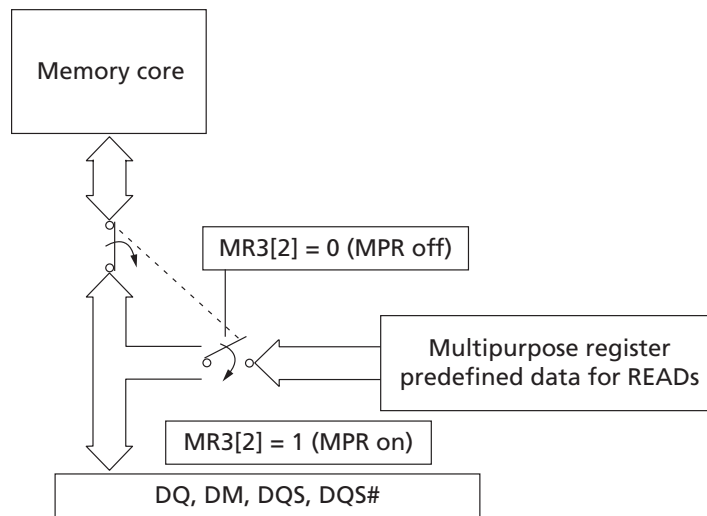 Memory core
MR3[2] = 0 (MPR off)
Multipurpose register
predefined data for READs
MR3[2] = 1 (MPR on)
DQ, DM, DQS, DQS#